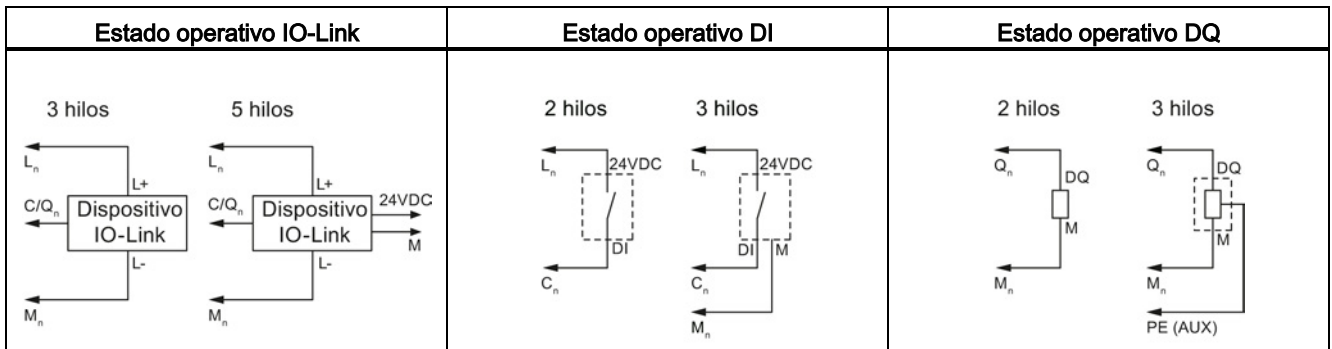 Estado operativo IO-Link
Estado operativo DI
Estado operativo DQ
3 hilos
5 hilos
Lₙ
L+
C/Qₙ
Dispositivo
IO-Link
L-
Mₙ
Lₙ
L+
C/Qₙ
Dispositivo
IO-Link
24VDC
M
L-
Mₙ
2 hilos
3 hilos
Lₙ
24VDC
DI
Cₙ
Lₙ
24VDC
DI
M
Cₙ
Mₙ
2 hilos
3 hilos
Qₙ
DQ
M
Mₙ
Qₙ
DQ
M
Mₙ
PE (AUX)